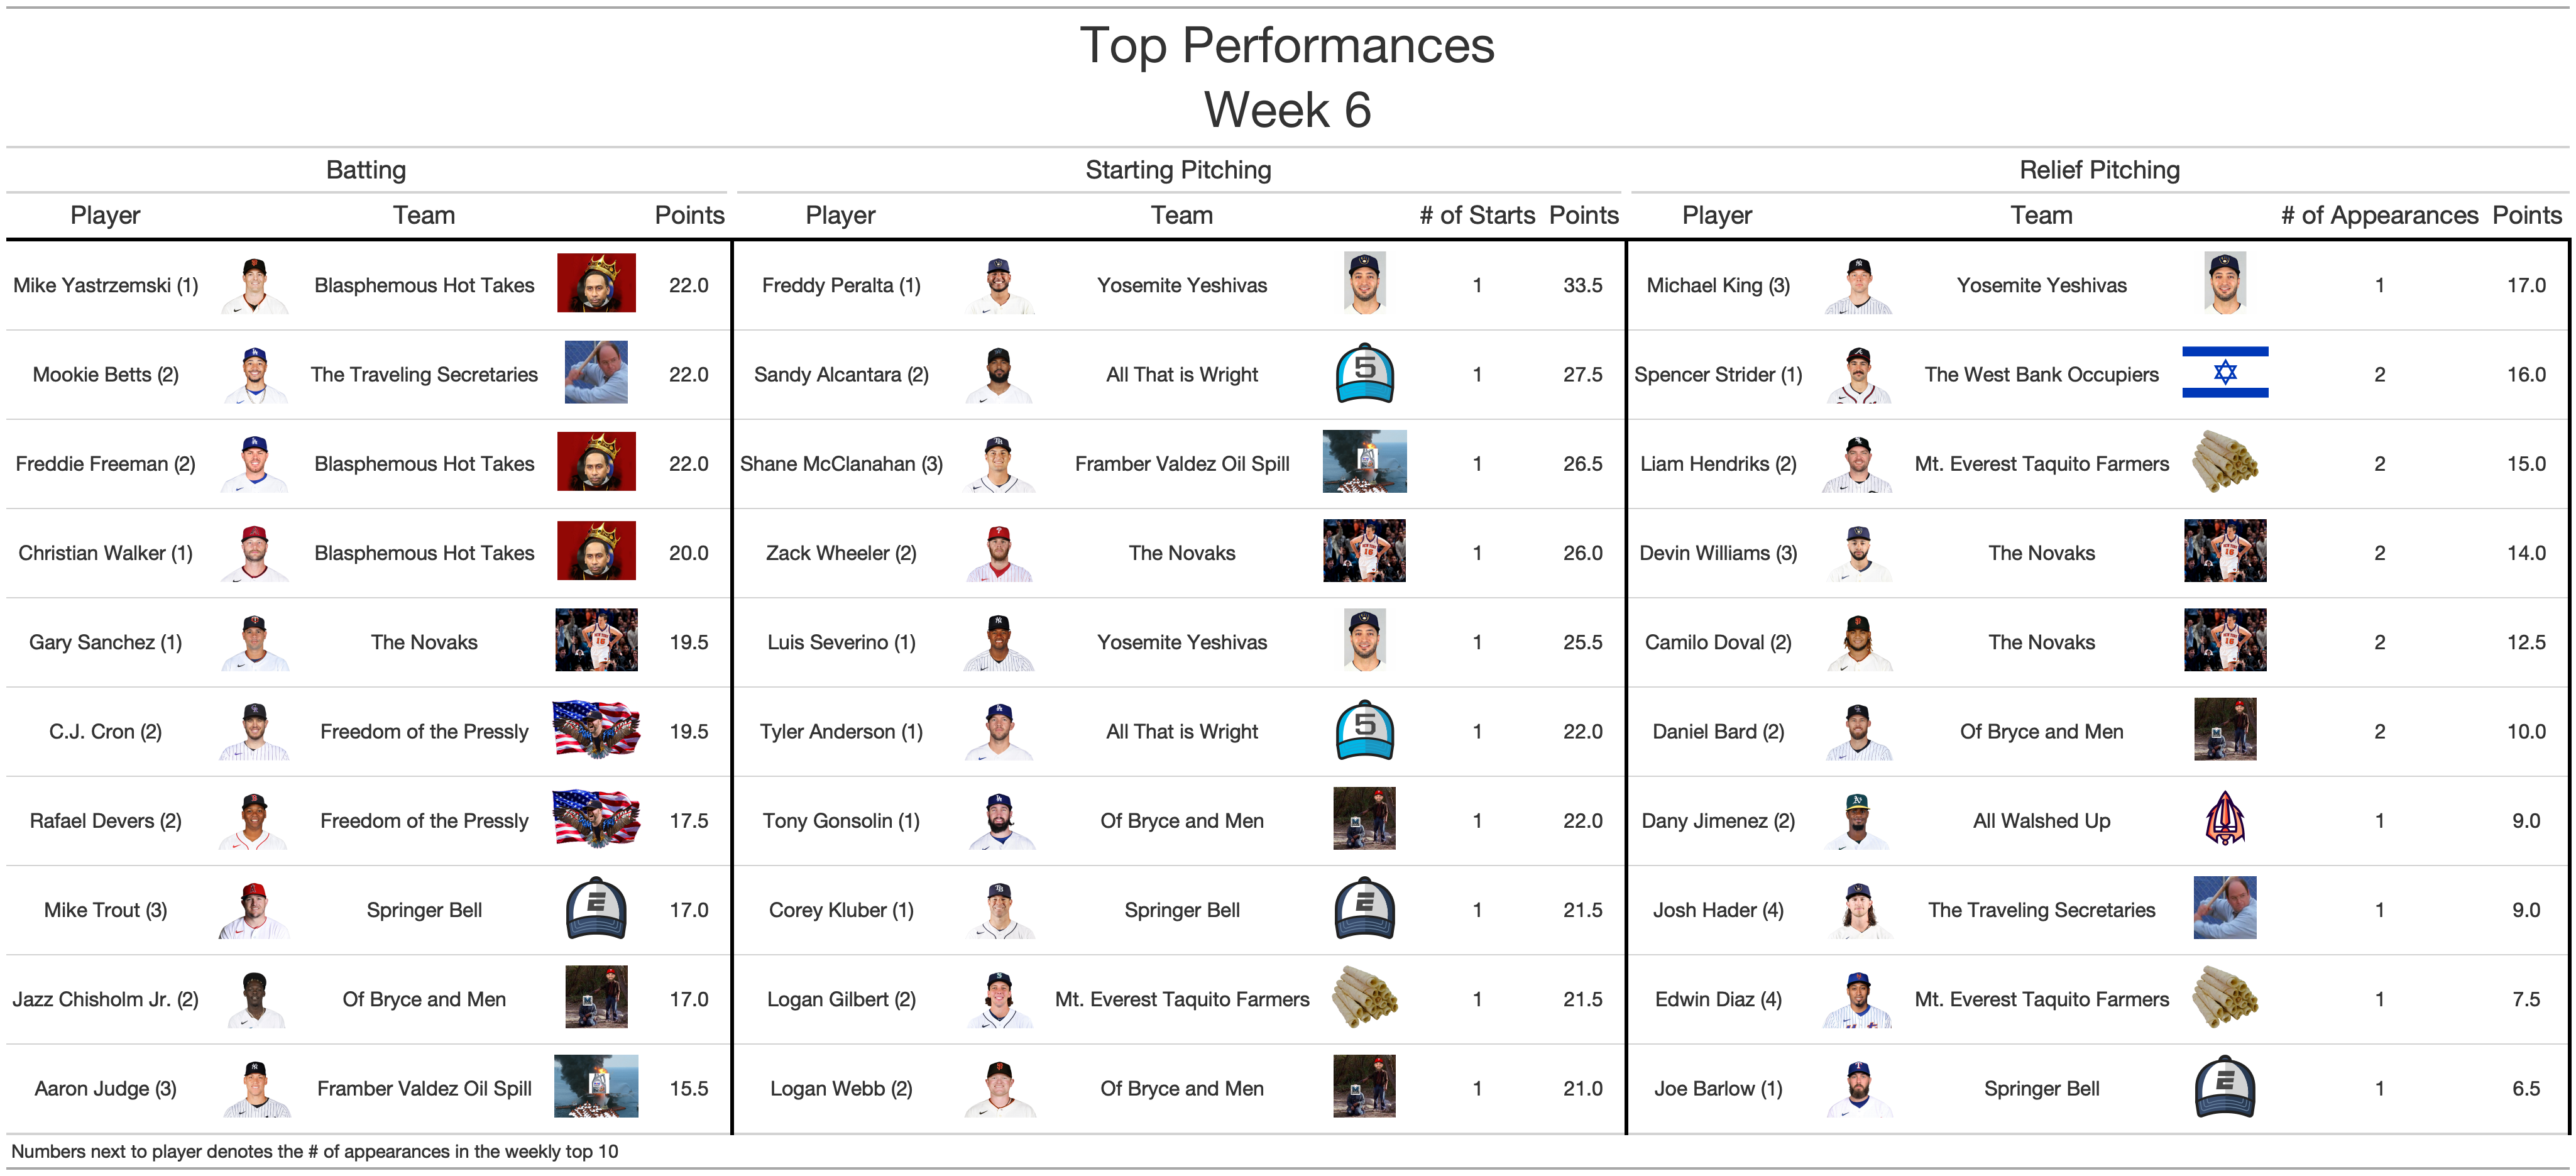 Top Performances
Week 6
Batting Starting Pitching Relief Pitching
Player Team Points Player Team # of Starts Points Player Team # of Appearances Points
Mike Yastrzemski (1) Blasphemous Hot Takes 22.0 Freddy Peralta (1) Yosemite Yeshivas 1 33.5 Michael King (3) Yosemite Yeshivas 1 17.0
Mookie Betts (2) The Traveling Secretaries 22.0 Sandy Alcantara (2) All That is Wright 5 1 27.5 Spencer Strider (1) The West Bank Occupiers 2 16.0
Freddie Freeman (2) Blasphemous Hot Takes 22.0 Shane McClanahan (3) Framber Valdez Oil Spill 1 26.5 Liam Hendriks (2) Mt. Everest Taquito Farmers 2 15.0
Christian Walker (1) Blasphemous Hot Takes 20.0 Zack Wheeler (2) The Novaks 1 26.0 Devin Williams (3) The Novaks 2 14.0
Gary Sanchez (1) The Novaks 19.5 Luis Severino (1) Yosemite Yeshivas 1 25.5 Camilo Doval (2) The Novaks 2 12.5
C.J. Cron (2) Freedom of the Pressly 19.5 Tyler Anderson (1) All That is Wright 5 1 22.0 Daniel Bard (2) Of Bryce and Men 2 10.0
Rafael Devers (2) Freedom of the Pressly 17.5 Tony Gonsolin (1) Of Bryce and Men 1 22.0 Dany Jimenez (2) All Walshed Up 1 9.0
Mike Trout (3) Springer Bell E 17.0 Corey Kluber (1) Springer Bell E 1 21.5 Josh Hader (4) The Traveling Secretaries 1 9.0
Jazz Chisholm Jr. (2) Of Bryce and Men 17.0 Logan Gilbert (2) Mt. Everest Taquito Farmers 1 21.5 Edwin Diaz (4) Mt. Everest Taquito Farmers 1 7.5
Aaron Judge (3) Framber Valdez Oil Spill 15.5 Logan Webb (2) Of Bryce and Men 1 21.0 Joe Barlow (1) Springer Bell E 1 6.5
Numbers next to player denotes the # of appearances in the weekly top 10